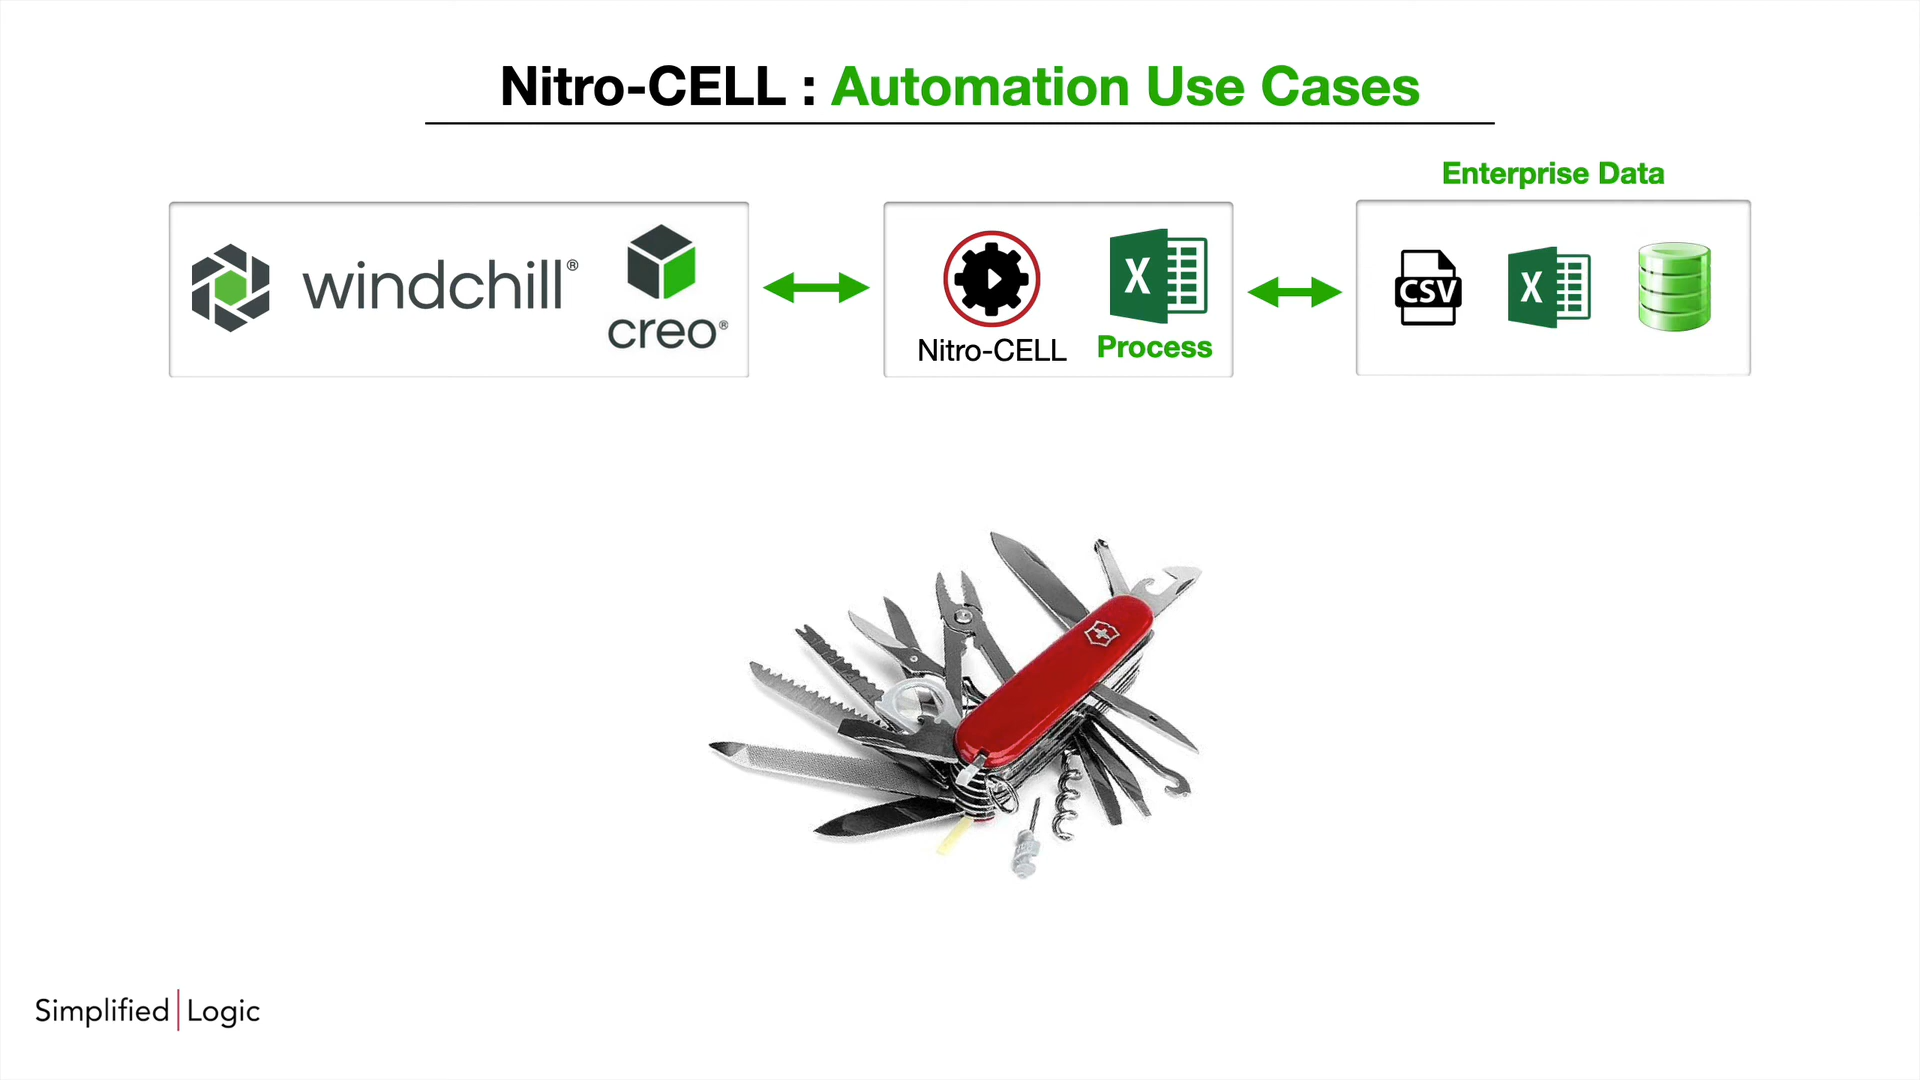 Nitro-CELL : Automation Use Cases
Enterprise Data
windchill®
creo®
Nitro-CELL
X
Process
CSV
X
Simplified Logic